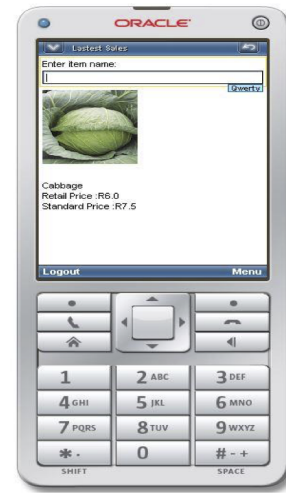 ORACLE
Lastest Sales
Enter item name:
Qwerty
Cabbage
Retail Price :R6.0
Standard Price :R7.5
Logout Menu
1 2 ABC 3 DEF
4 GHI 5 JKL 6 MNO
7 PQRS 8 TUV 9 WXYZ
* . 0 # - +
SHIFT SPACE